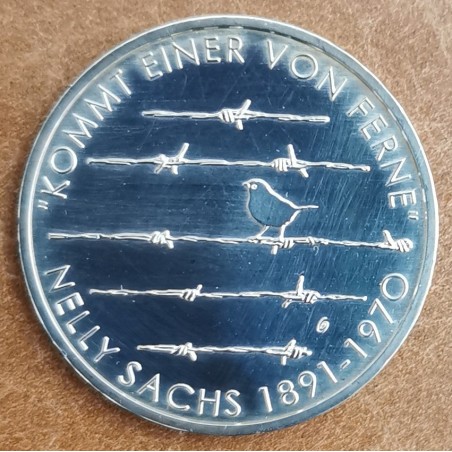 "KOMMT EINER VON FERNE"
G
NELLY SACHS 1891-1970